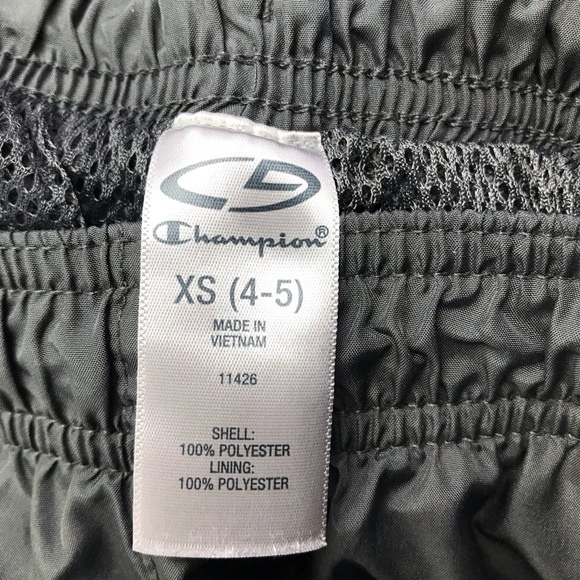 Champion®
XS (4-5)
MADE IN
VIETNAM
11426
SHELL:
100% POLYESTER
LINING:
100% POLYESTER